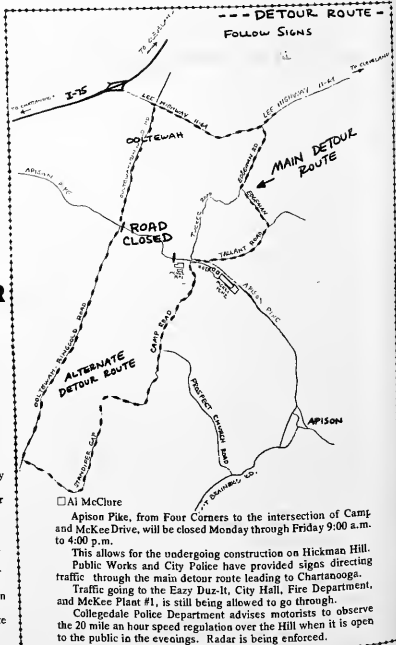 --- DETOUR ROUTE -
FOLLOW SIGNS
TO CLEVELAND
I-75
TO CLEVELAND
LEE HIGHWAY 11-64
LEE HIGHWAY 11-64
OOLTEWAH
MAIN DETOUR
ROUTE
EDGEMON RD
EDGEMON
APISON PIKE
TUCKER ROAD
ROAD
CLOSED
TALLANT ROAD
APISON PIKE
CAMP ROAD
OOLTEWAH RINGGOLD ROAD
ALTERNATE
DETOUR ROUTE
STANDIFER GAP
PROSPECT CHURCH ROAD
APISON
□Al McClure
Apison Pike, from Four Corners to the intersection of Camp
and McKee Drive, will be closed Monday through Friday 9:00 a.m.
to 4:00 p.m.
This allows for the undergoing construction on Hickman Hill.
Public Works and City Police have provided signs directing
traffic through the main detour route leading to Chartanooga.
Traffic going to the Eazy Duz-It, City Hall, Fire Department,
and McKee Plant #1, is still being allowed to go through.
Collegedale Police Department advises motorists to observe
the 20 mile an hour speed regulation over the Hill when it is open
to the public in the evenings. Radar is being enforced.